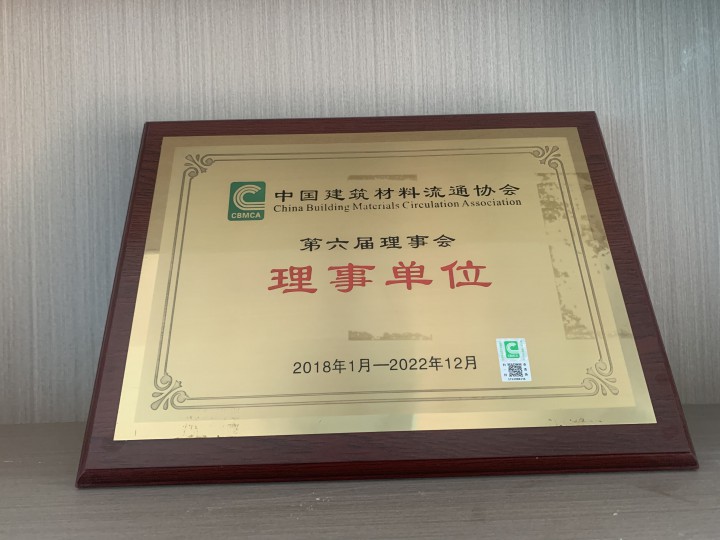 中国建筑材料流通协会
China Building Materials Circulation Association
CBMCA
第六届理事会
理事单位
2018年1月—2022年12月